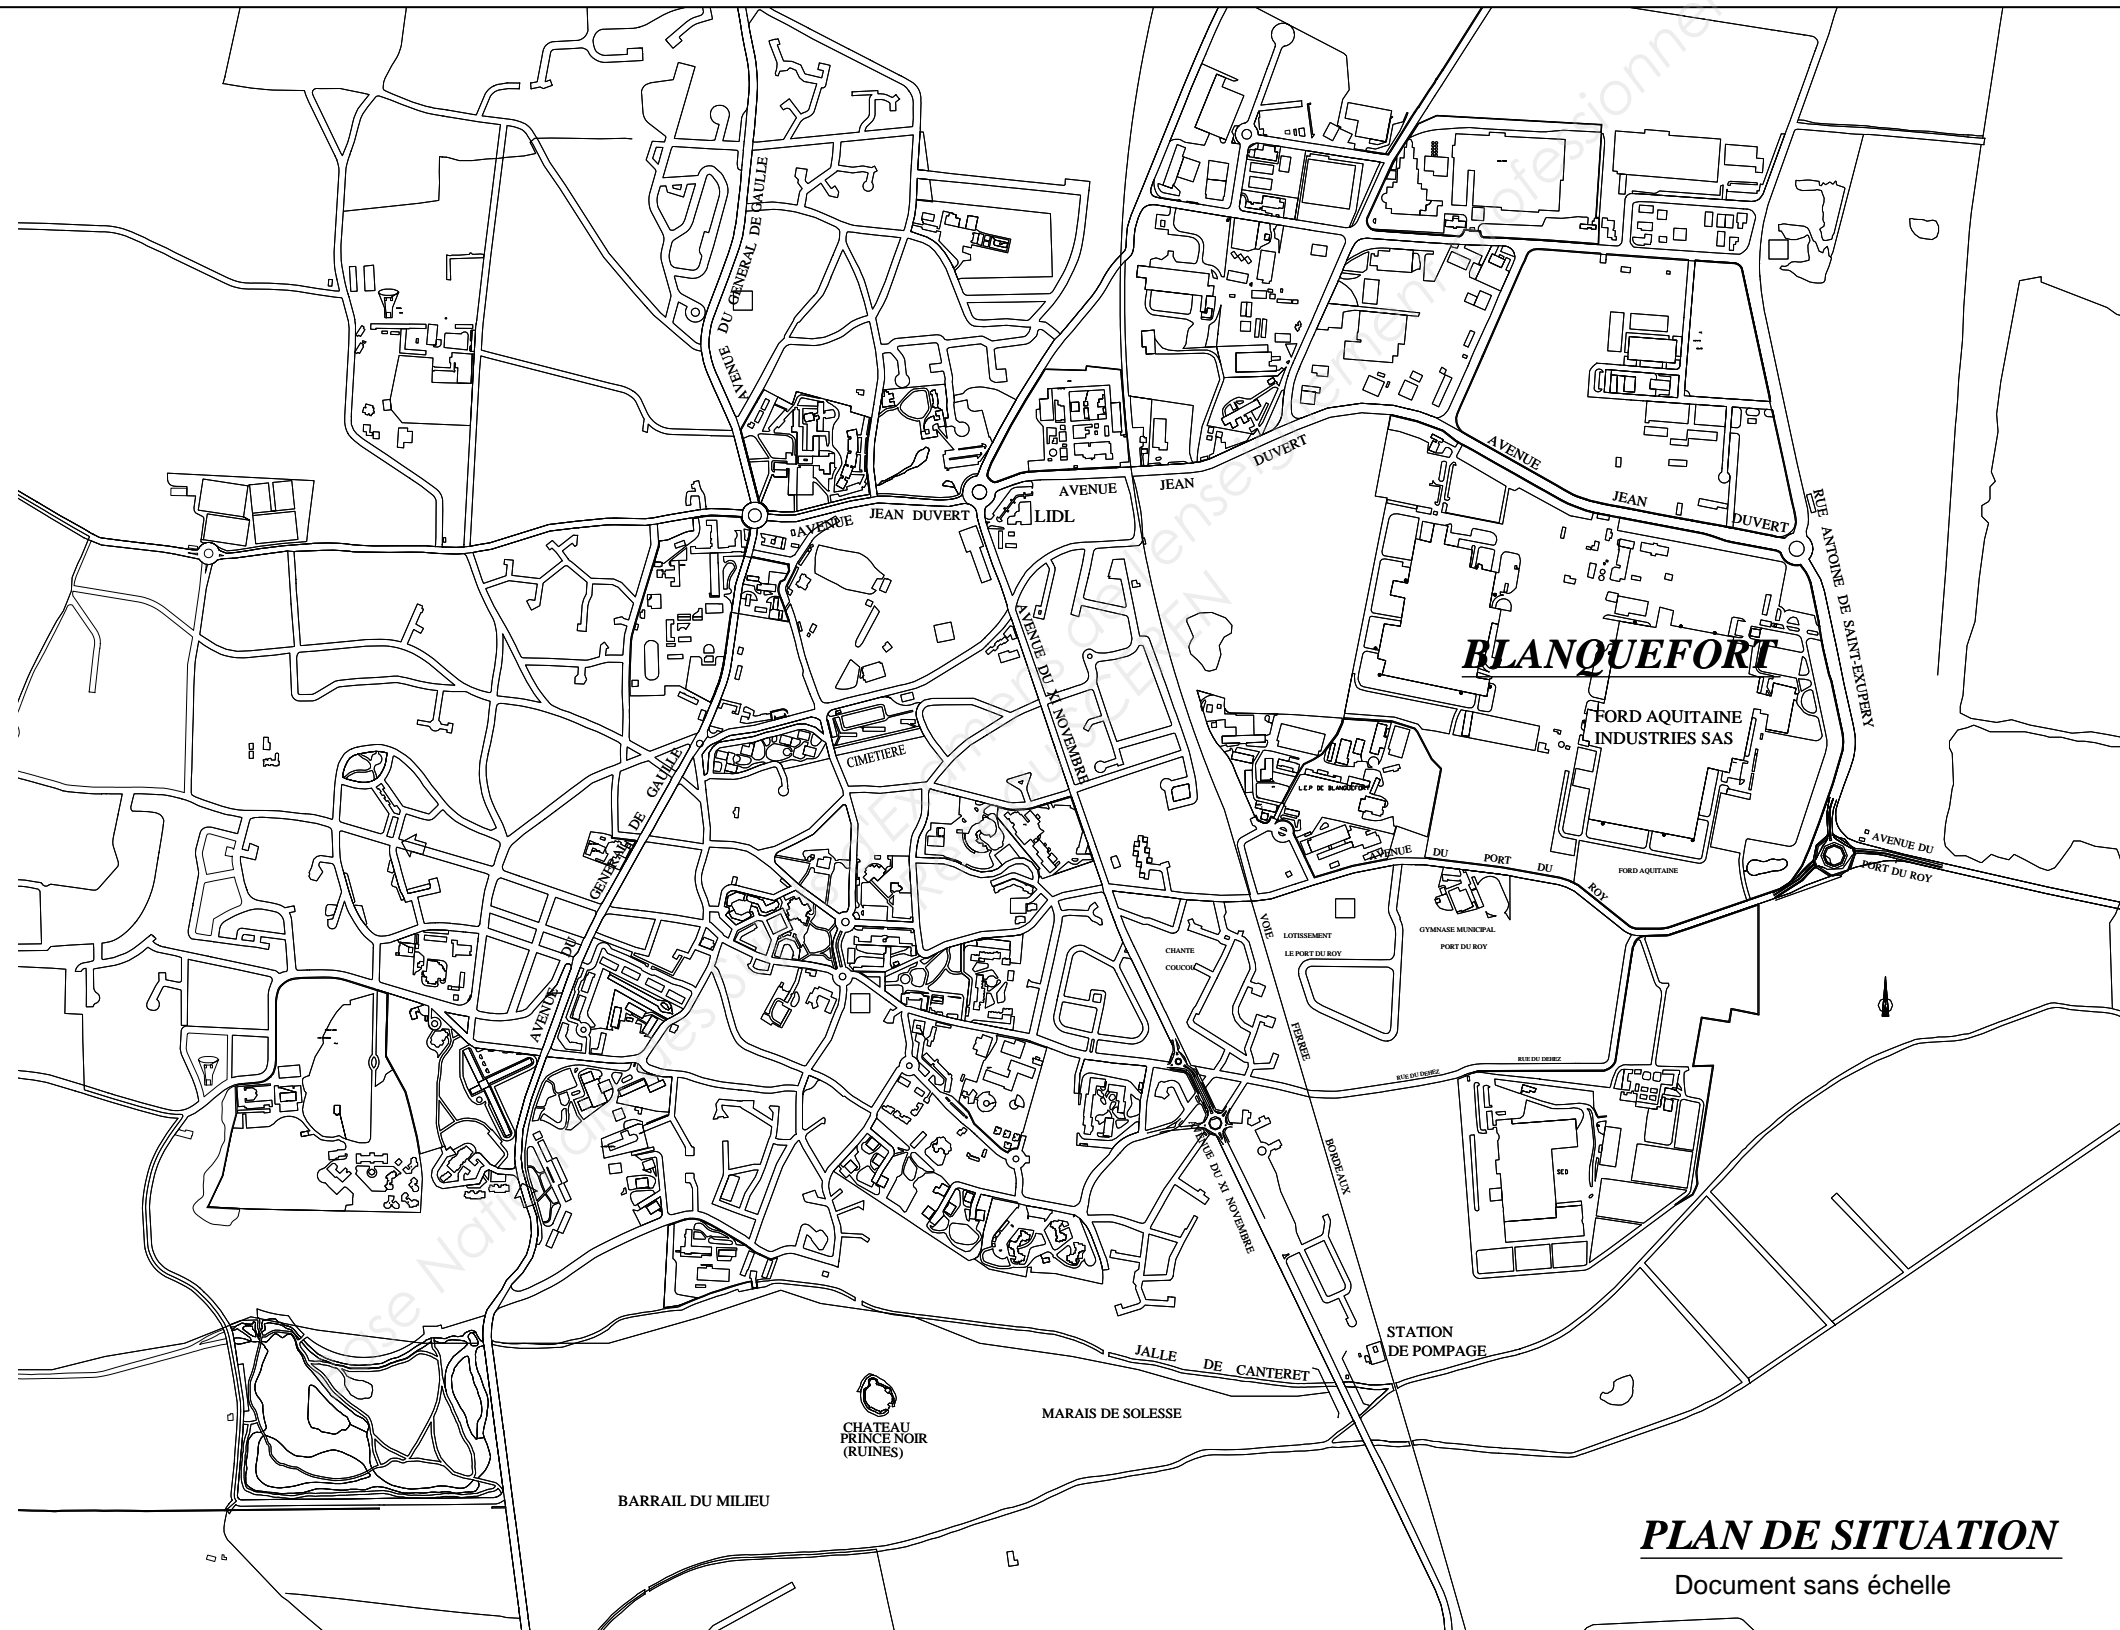 AVENUE DU GENERAL DE GAULLE
AVENUE JEAN DUVERT
LIDL
AVENUE JEAN DUVERT
AVENUE JEAN DUVERT
RUE ANTOINE DE SAINT-EXUPERY
BLANQUEFORT
FORD AQUITAINE
INDUSTRIES SAS
AVENUE DU XI NOVEMBRE
CIMETIERE
L.E.P DE BLANQUEFORT
AVENUE DU GENERAL DE GAULLE
AVENUE DU PORT DU ROY
FORD AQUITAINE
AVENUE DU
PORT DU ROY
GYMNASE MUNICIPAL
PORT DU ROY
LOTISSEMENT
LE PORT DU ROY
CHANTE
COUCOU
VOIE FERREE BORDEAUX
RUE DU DEHEZ
RUE DU DEHEZ
SED
AVENUE DU XI NOVEMBRE
STATION
DE POMPAGE
JALLE DE CANTERET
MARAIS DE SOLESSE
CHATEAU
PRINCE NOIR
(RUINES)
BARRAIL DU MILIEU
PLAN DE SITUATION
Document sans échelle